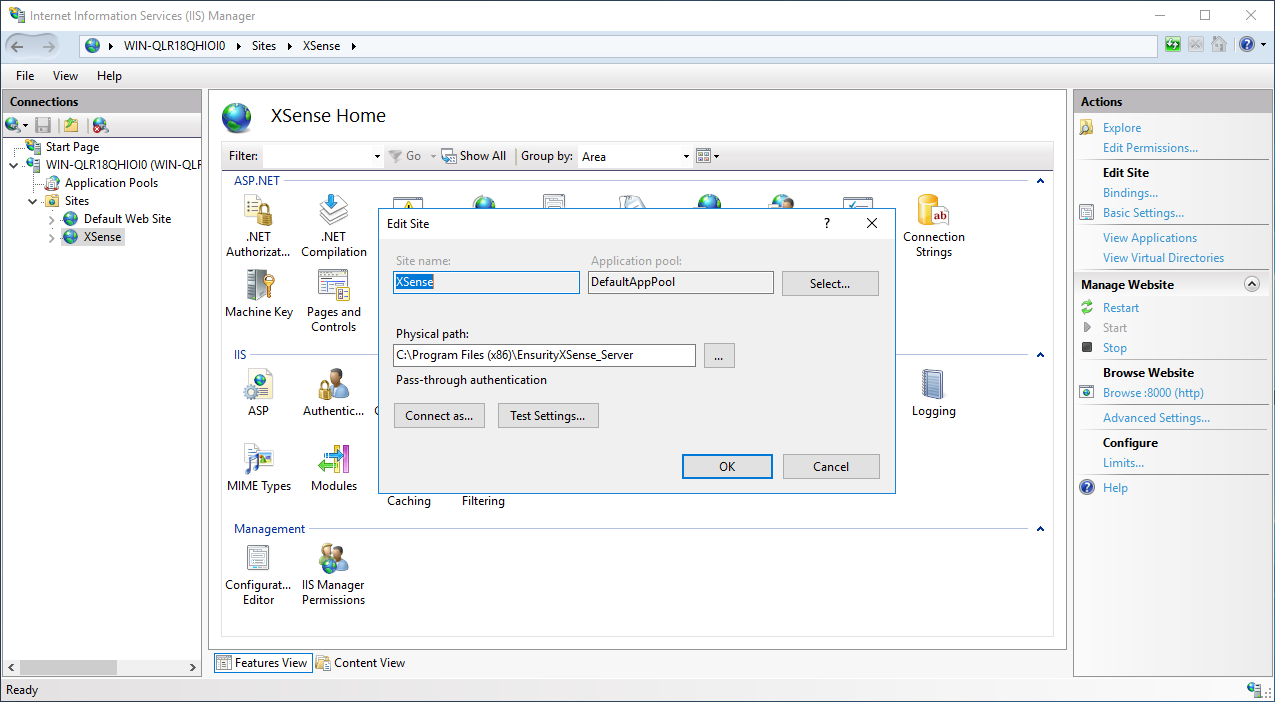 Internet Information Services (IIS) Manager
WIN-QLR18QHIOI0 Sites XSense
File View Help
Connections
Start Page
WIN-QLR18QHIOI0 (WIN-QLR
Application Pools
Sites
Default Web Site
XSense
XSense Home
Filter: Go Show All Group by: Area
ASP.NET
.NET Authorizat...
.NET Compilation
Connection Strings
Machine Key
Pages and Controls
IIS
ASP
Authentic...
Logging
MIME Types
Modules
Caching
Filtering
Management
Configurat... Editor
IIS Manager Permissions
Edit Site
?
Site name:
Application pool:
XSense
DefaultAppPool
Select...
Physical path:
C:\Program Files (x86)\EnsurityXSense_Server
...
Pass-through authentication
Connect as...
Test Settings...
OK
Cancel
Features View
Content View
Actions
Explore
Edit Permissions...
Edit Site
Bindings...
Basic Settings...
View Applications
View Virtual Directories
Manage Website
Restart
Start
Stop
Browse Website
Browse :8000 (http)
Advanced Settings...
Configure
Limits...
Help
Ready